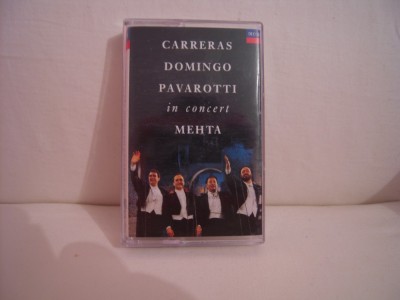 CARRERAS
DOMINGO
PAVAROTTI
in concert
MEHTA